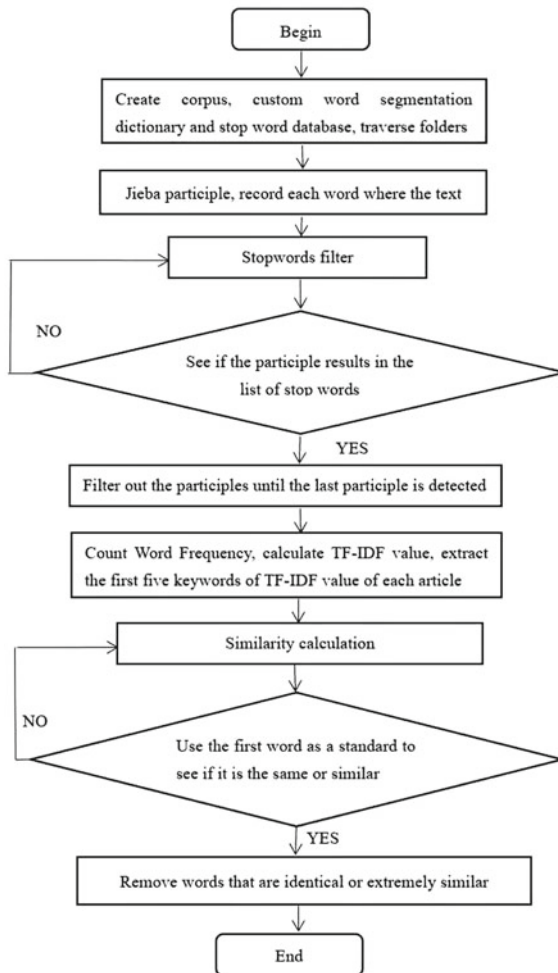 Begin
Create corpus, custom word segmentation
dictionary and stop word database, traverse folders
Jieba participle, record each word where the text
Stopwords filter
NO
See if the participle results in the
list of stop words
YES
Filter out the participles until the last participle is detected
Count Word Frequency, calculate TF-IDF value, extract
the first five keywords of TF-IDF value of each article
Similarity calculation
NO
Use the first word as a standard to
see if it is the same or similar
YES
Remove words that are identical or extremely similar
End